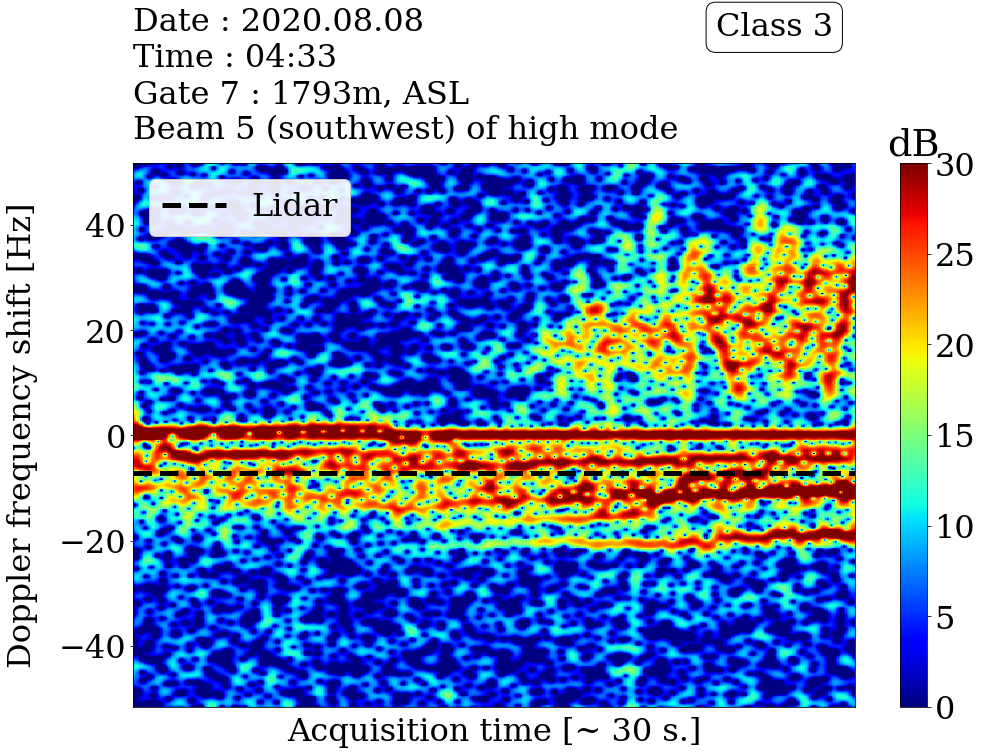 Date : 2020.08.08
Time : 04:33
Gate 7 : 1793m, ASL
Beam 5 (southwest) of high mode
Class 3
dB
Lidar
Doppler frequency shift [Hz]
40
20
0
−20
−40
30
25
20
15
10
5
0
Acquisition time [~ 30 s.]